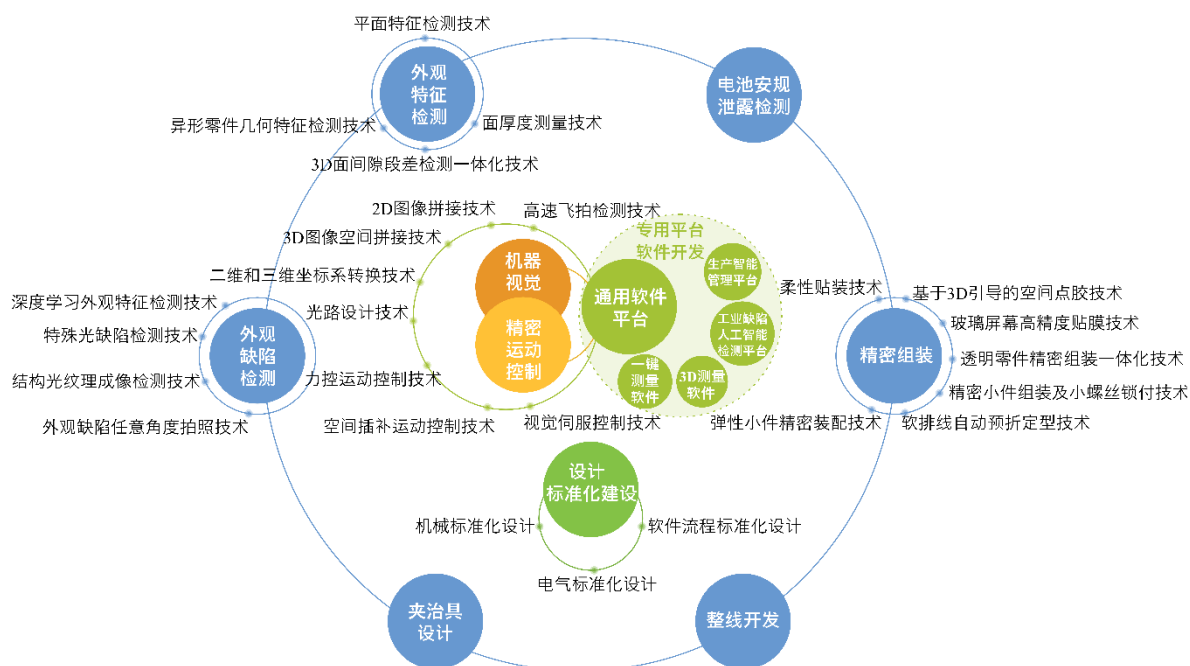 平面特征检测技术
外观
特征
检测
异形零件几何特征检测技术
面厚度测量技术
3D面间隙段差检测一体化技术
电池安规
泄露检测
2D图像拼接技术
高速飞拍检测技术
3D图像空间拼接技术
二维和三维坐标系转换技术
光路设计技术
机器
视觉
精密
运动
控制
力控运动控制技术
空间插补运动控制技术
视觉伺服控制技术
专用平台
软件开发
通用软件
平台
生产智能
管理平台
工业缺陷
人工智能
检测平台
3D测量
软件
一键
测量
软件
深度学习外观特征检测技术
特殊光缺陷检测技术
外观
缺陷
检测
结构光纹理成像检测技术
外观缺陷任意角度拍照技术
柔性贴装技术
基于3D引导的空间点胶技术
玻璃屏幕高精度贴膜技术
精密组装
透明零件精密组装一体化技术
精密小件组装及小螺丝锁付技术
弹性小件精密装配技术
软排线自动预折定型技术
设计
标准化建设
机械标准化设计
软件流程标准化设计
电气标准化设计
夹治具
设计
整线开发